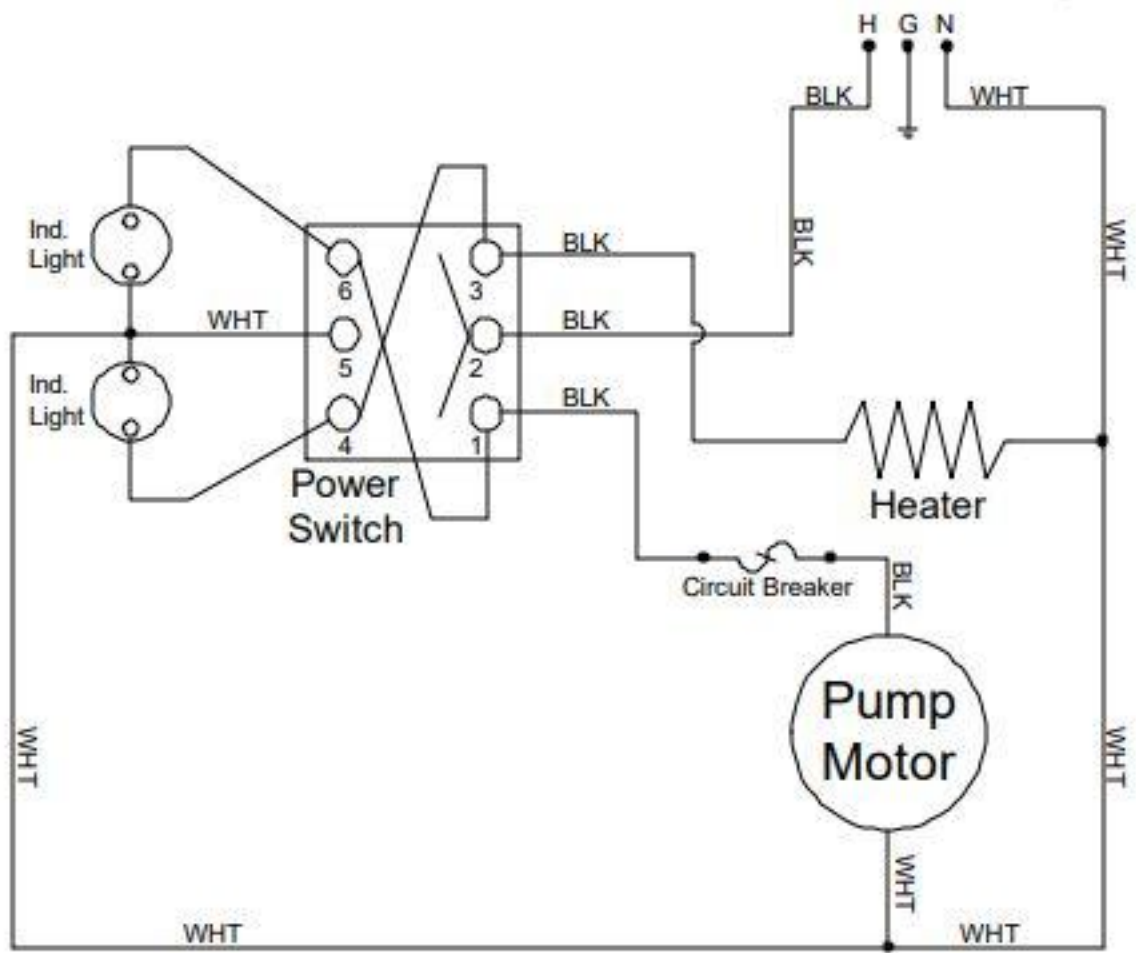 H G N
BLK
WHT
Ind.
Light
BLK
BLK
WHT
WHT
6
3
BLK
5
2
Ind.
Light
BLK
4
1
Power
Switch
Heater
Circuit Breaker
BLK
Pump
Motor
WHT
WHT
WHT
WHT
WHT